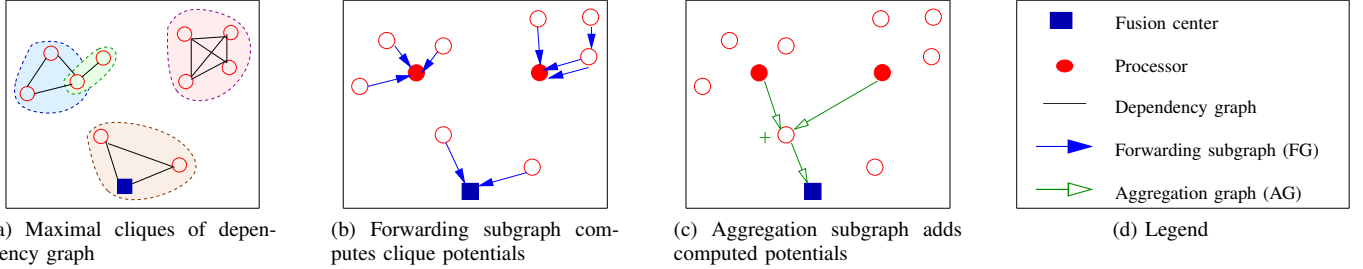 Fusion center
Processor
Dependency graph
Forwarding subgraph (FG)
Aggregation graph (AG)
+
a) Maximal cliques of depen-
ency graph
(b) Forwarding subgraph com-
putes clique potentials
(c) Aggregation subgraph adds
computed potentials
(d) Legend